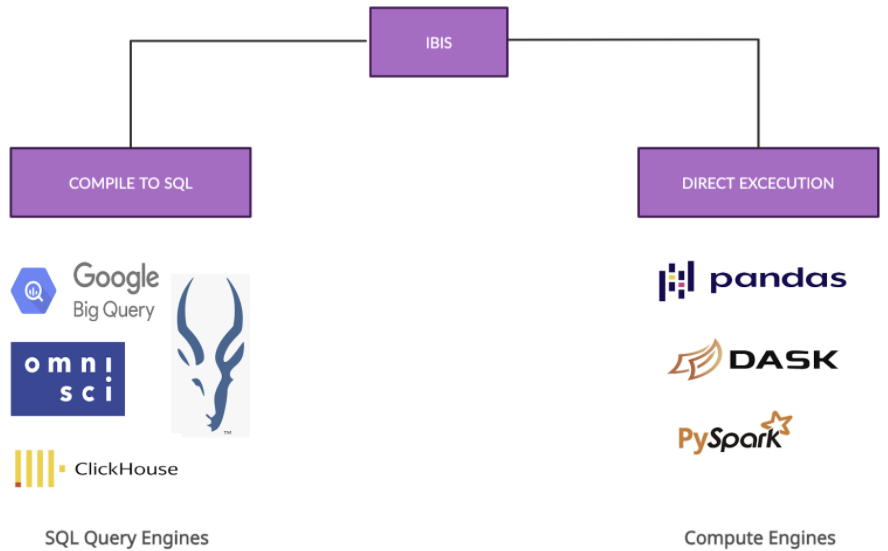 IBIS
COMPILE TO SQL
DIRECT EXCECUTION
Google
Big Query
omni
sci
ClickHouse
TM
SQL Query Engines
pandas
DASK
PySpark
Compute Engines